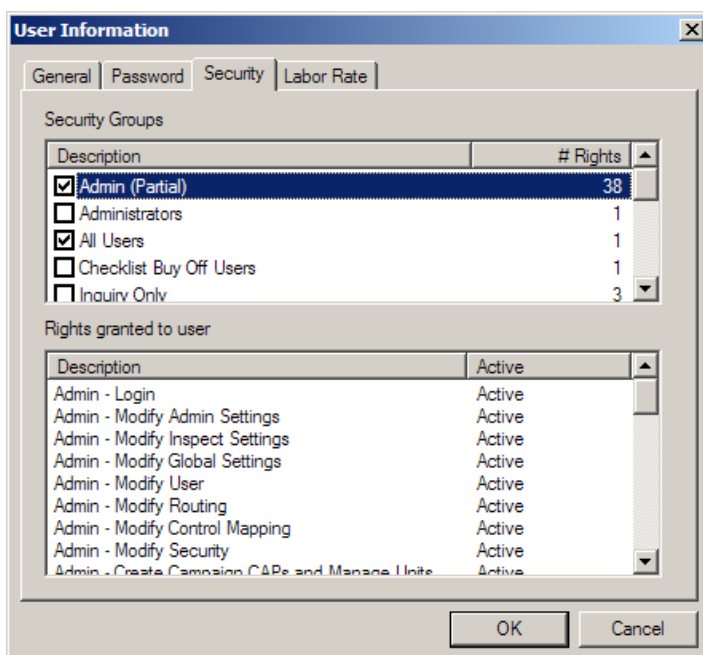 User Information
General Password Security Labor Rate
Security Groups
Description # Rights
Admin (Partial) 38
Administrators 1
All Users 1
Checklist Buy Off Users 1
Inquiry Only 3
Rights granted to user
Description Active
Admin - Login Active
Admin - Modify Admin Settings Active
Admin - Modify Inspect Settings Active
Admin - Modify Global Settings Active
Admin - Modify User Active
Admin - Modify Routing Active
Admin - Modify Control Mapping Active
Admin - Modify Security Active
Admin - Create Campaign CAPs and Manage Units Active
OK Cancel